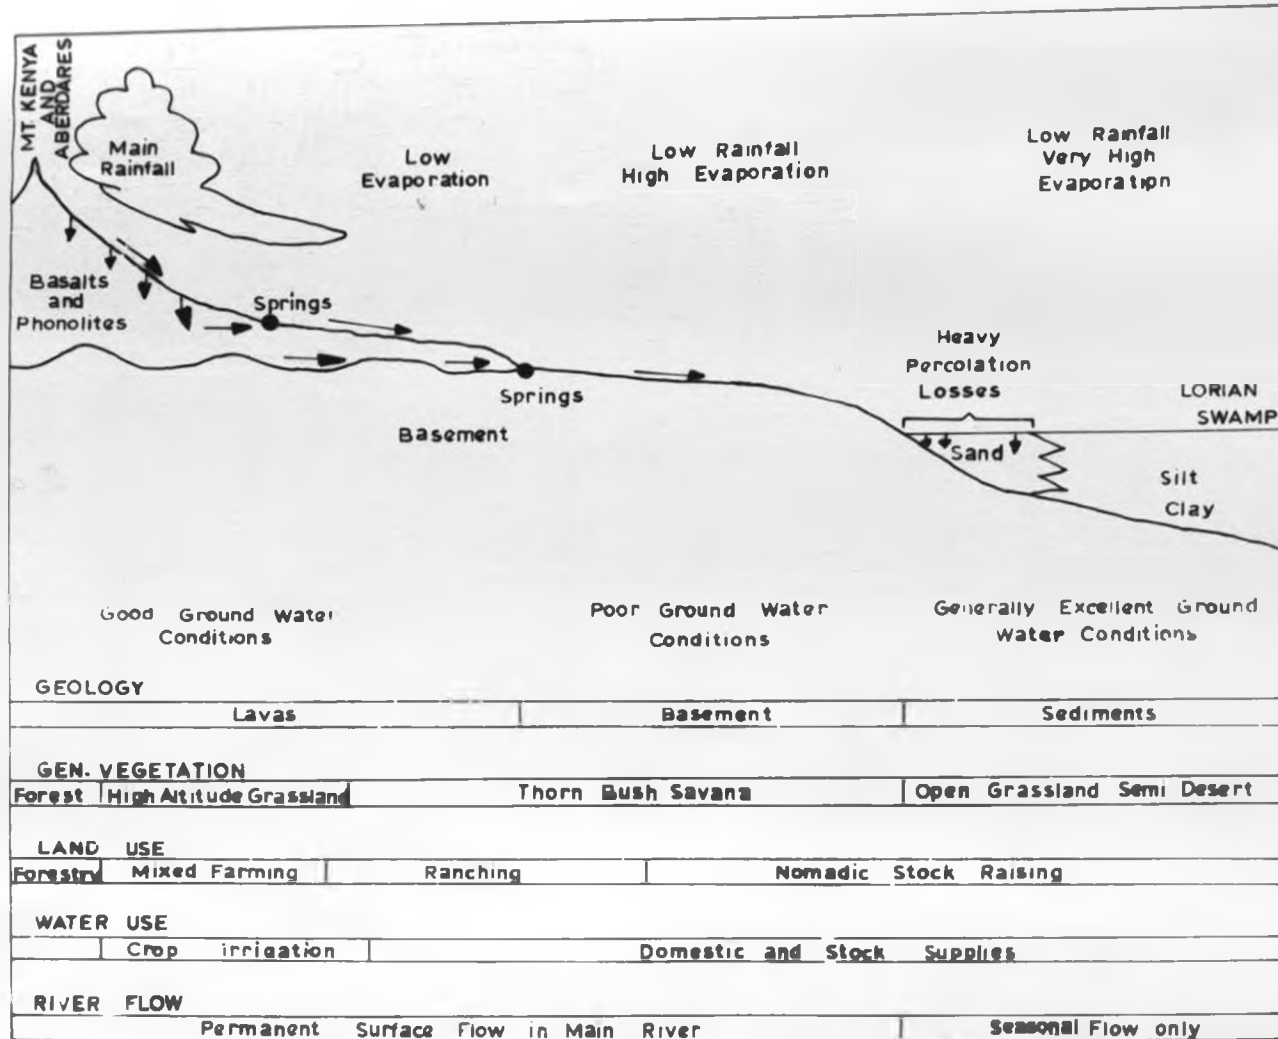 MT. KENYA
AND
ABERDARES
Main
Rainfall
Low
Evaporation
Low Rainfall
High Evaporation
Low Rainfall
Very High
Evaporation
Basalts
and
Phonolites
Springs
Springs
Basement
Heavy
Percolation
Losses
LORIAN
SWAMP
Sand
Silt
Clay
Good Ground Water
Conditions
Poor Ground Water
Conditions
Generally Excellent Ground
Water Conditions
GEOLOGY
Lavas Basement Sediments
GEN. VEGETATION
Forest High Altitude Grassland Thorn Bush Savana Open Grassland Semi Desert
LAND USE
Forestry Mixed Farming Ranching Nomadic Stock Raising
WATER USE
Crop irrigation Domestic and Stock Supplies
RIVER FLOW
Permanent Surface Flow in Main River Seasonal Flow only